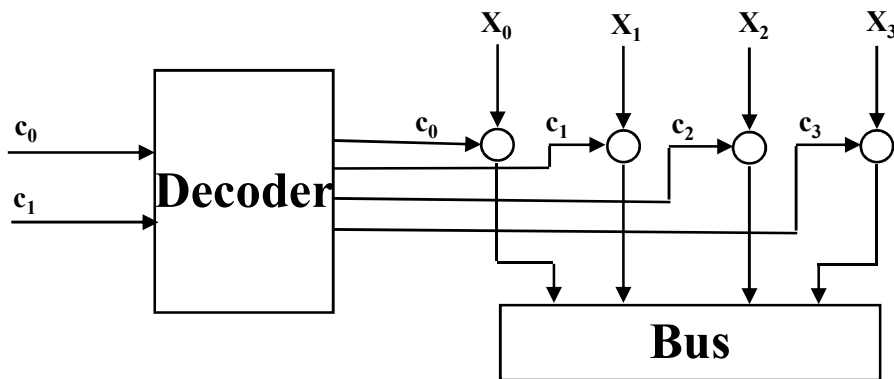 X₀ X₁ X₂ X₃
c₀ c₀ c₁ c₂ c₃
Decoder
c₁
Bus